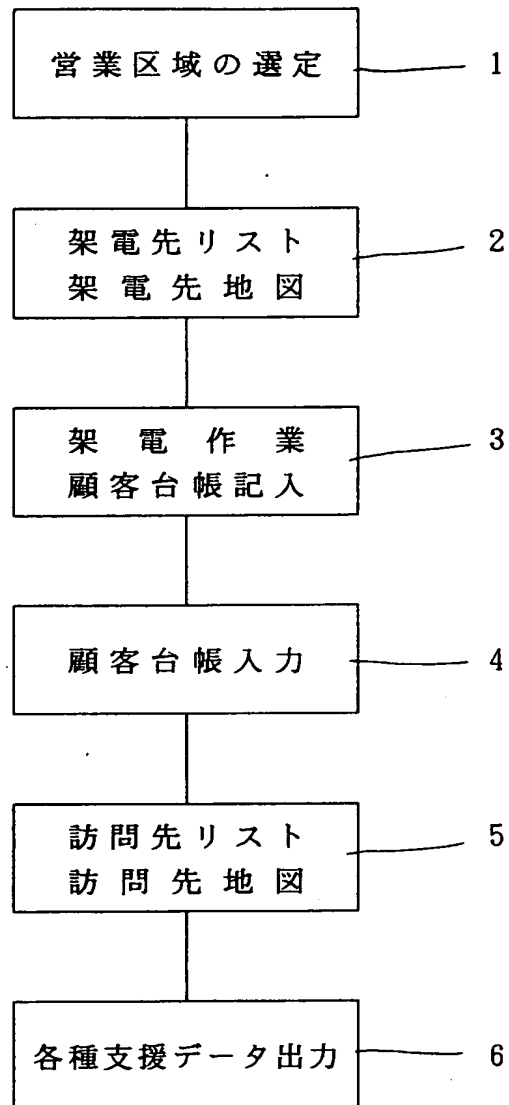 営業区域の選定
1
架電先リスト
架電先地図
2
架電作業
顧客台帳記入
3
顧客台帳入力
4
訪問先リスト
訪問先地図
5
各種支援データ出力
6